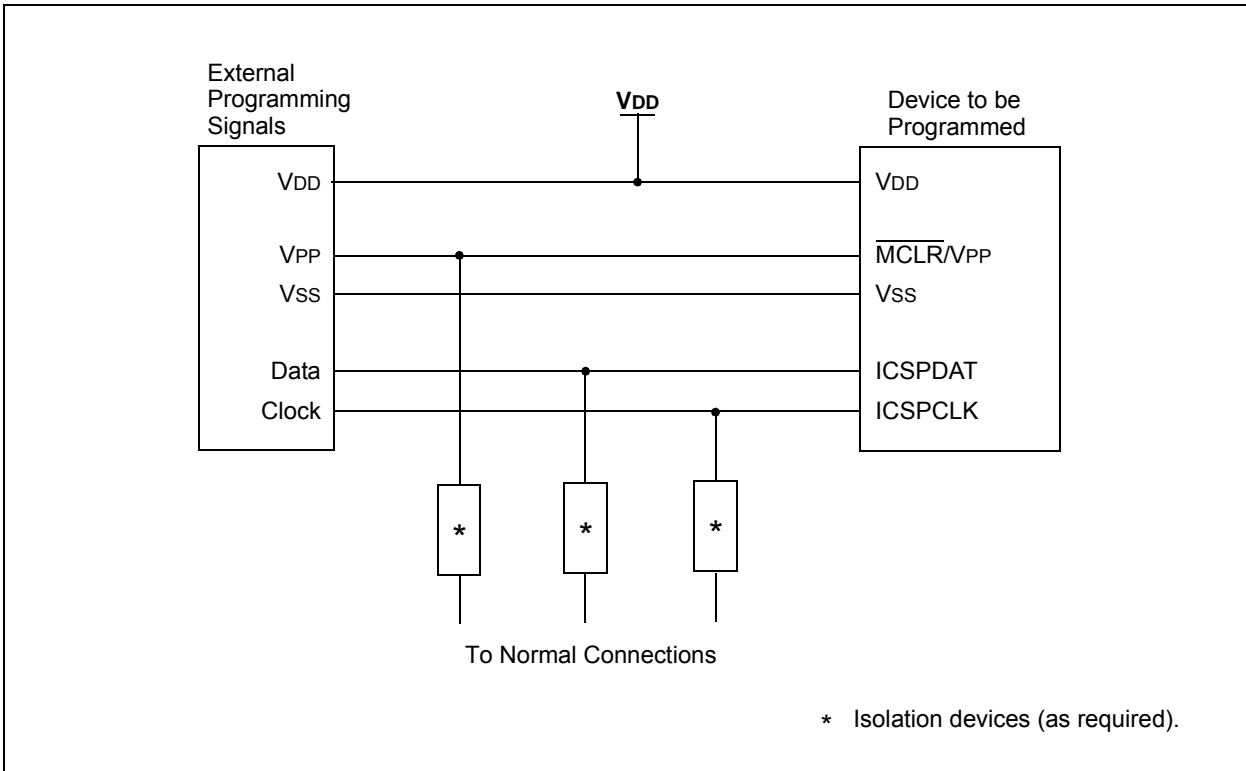 External
Programming
Signals
VDD
Device to be
Programmed
VDD
VDD
VPP
MCLR/VPP
VSS
VSS
Data
ICSPDAT
Clock
ICSPCLK
* * *
To Normal Connections
* Isolation devices (as required).